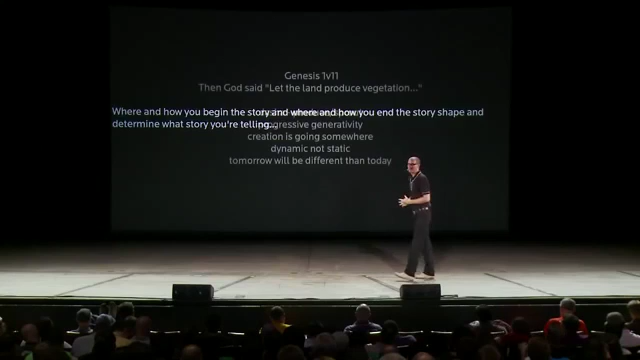 Genesis 1v11
Then God said "Let the land produce vegetation..."
Where and how you begin the story and where and how you end the story shape and
determine what story you're telling...
progressive generativity
creation is going somewhere
dynamic not static
tomorrow will be different than today